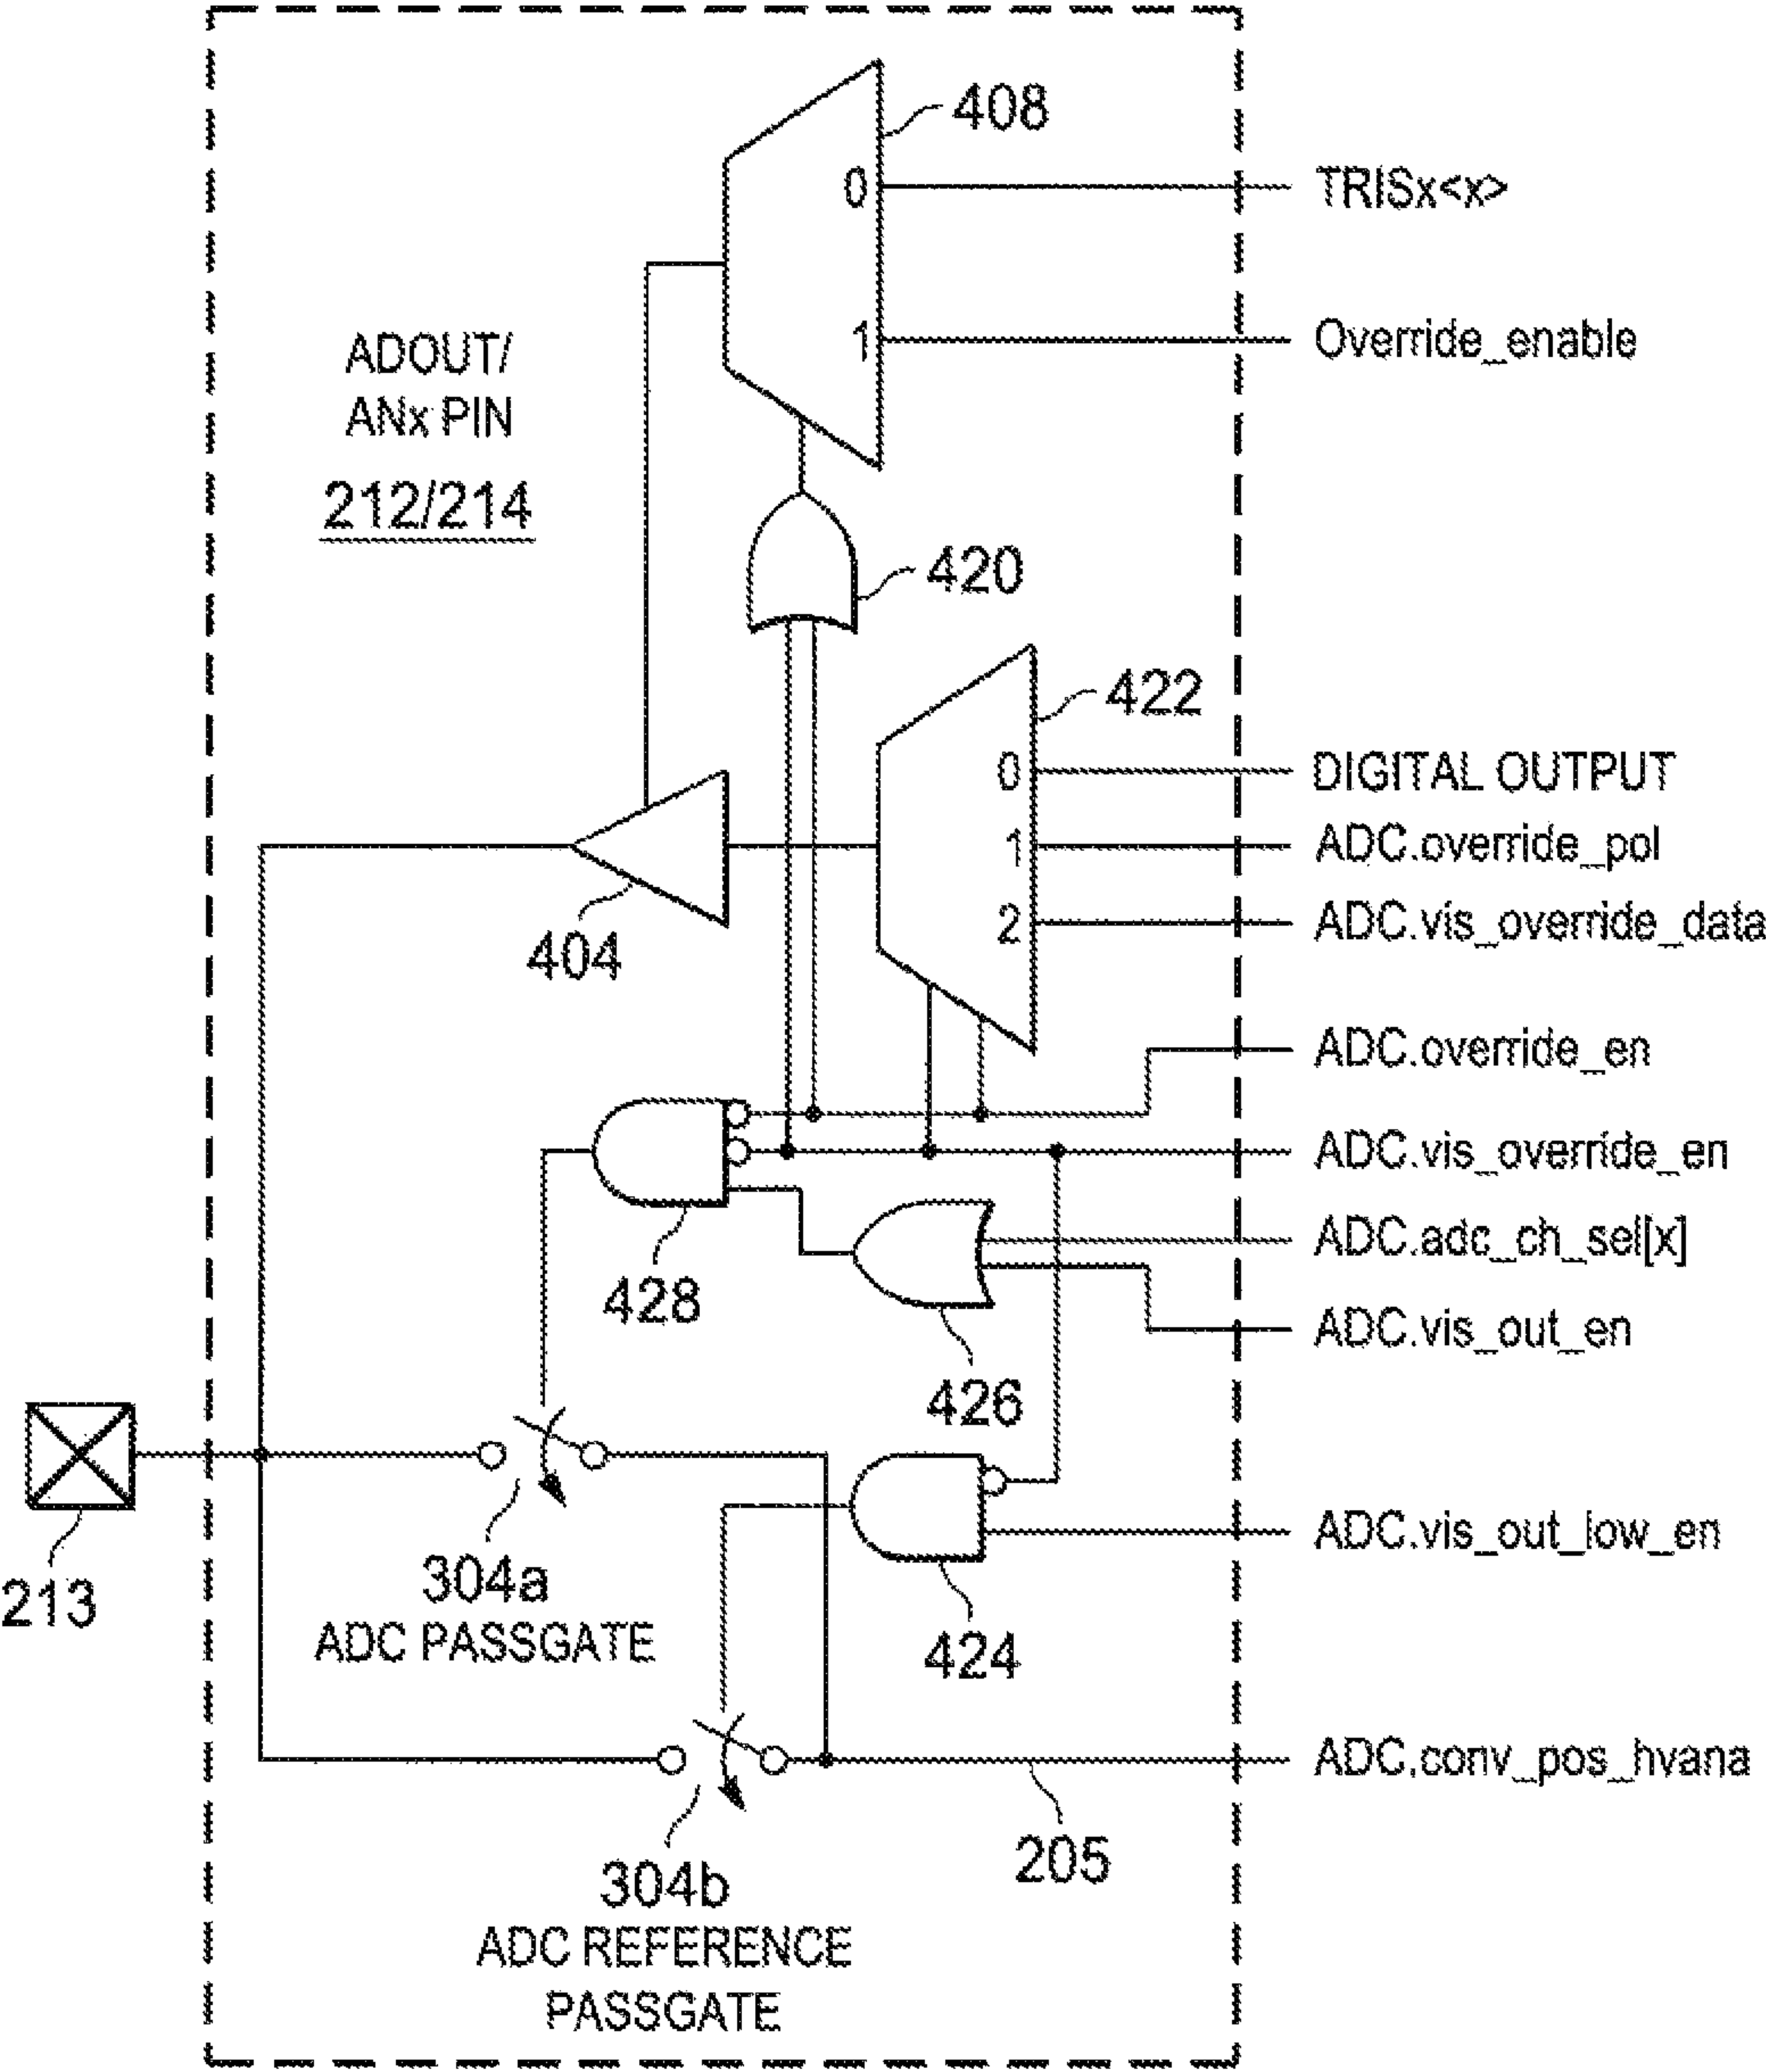 408
0
TRISx<x>
1
Override_enable
ADOUT/
ANx PIN
212/214
420
422
0
DIGITAL OUTPUT
1
ADC.override_pol
2
ADC.vis_override_data
404
ADC.override_en
ADC.vis_override_en
ADC.adc_ch_sel[x]
428
ADC.vis_out_en
426
213
304a
ADC PASSGATE
ADC.vis_out_low_en
424
ADC.conv_pos_hvana
205
304b
ADC REFERENCE
PASSGATE